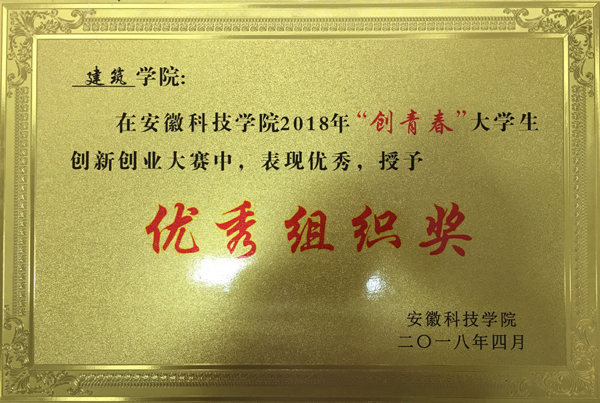 建筑学院:
在安徽科技学院2018年“创青春”大学生
创新创业大赛中，表现优秀，授予
优秀组织奖
安徽科技学院
二〇一八年四月